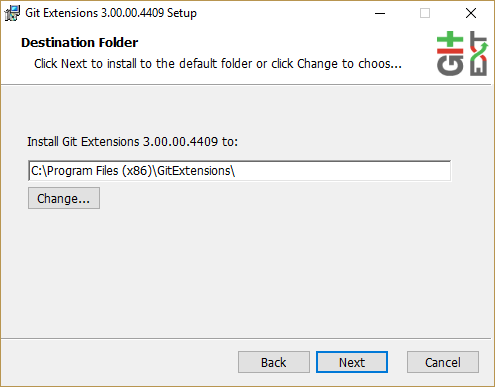 Git Extensions 3.00.00.4409 Setup
Destination Folder
Click Next to install to the default folder or click Change to choos...
GIT
EXT
Install Git Extensions 3.00.00.4409 to:
C:\Program Files (x86)\GitExtensions\
Change...
Back
Next
Cancel